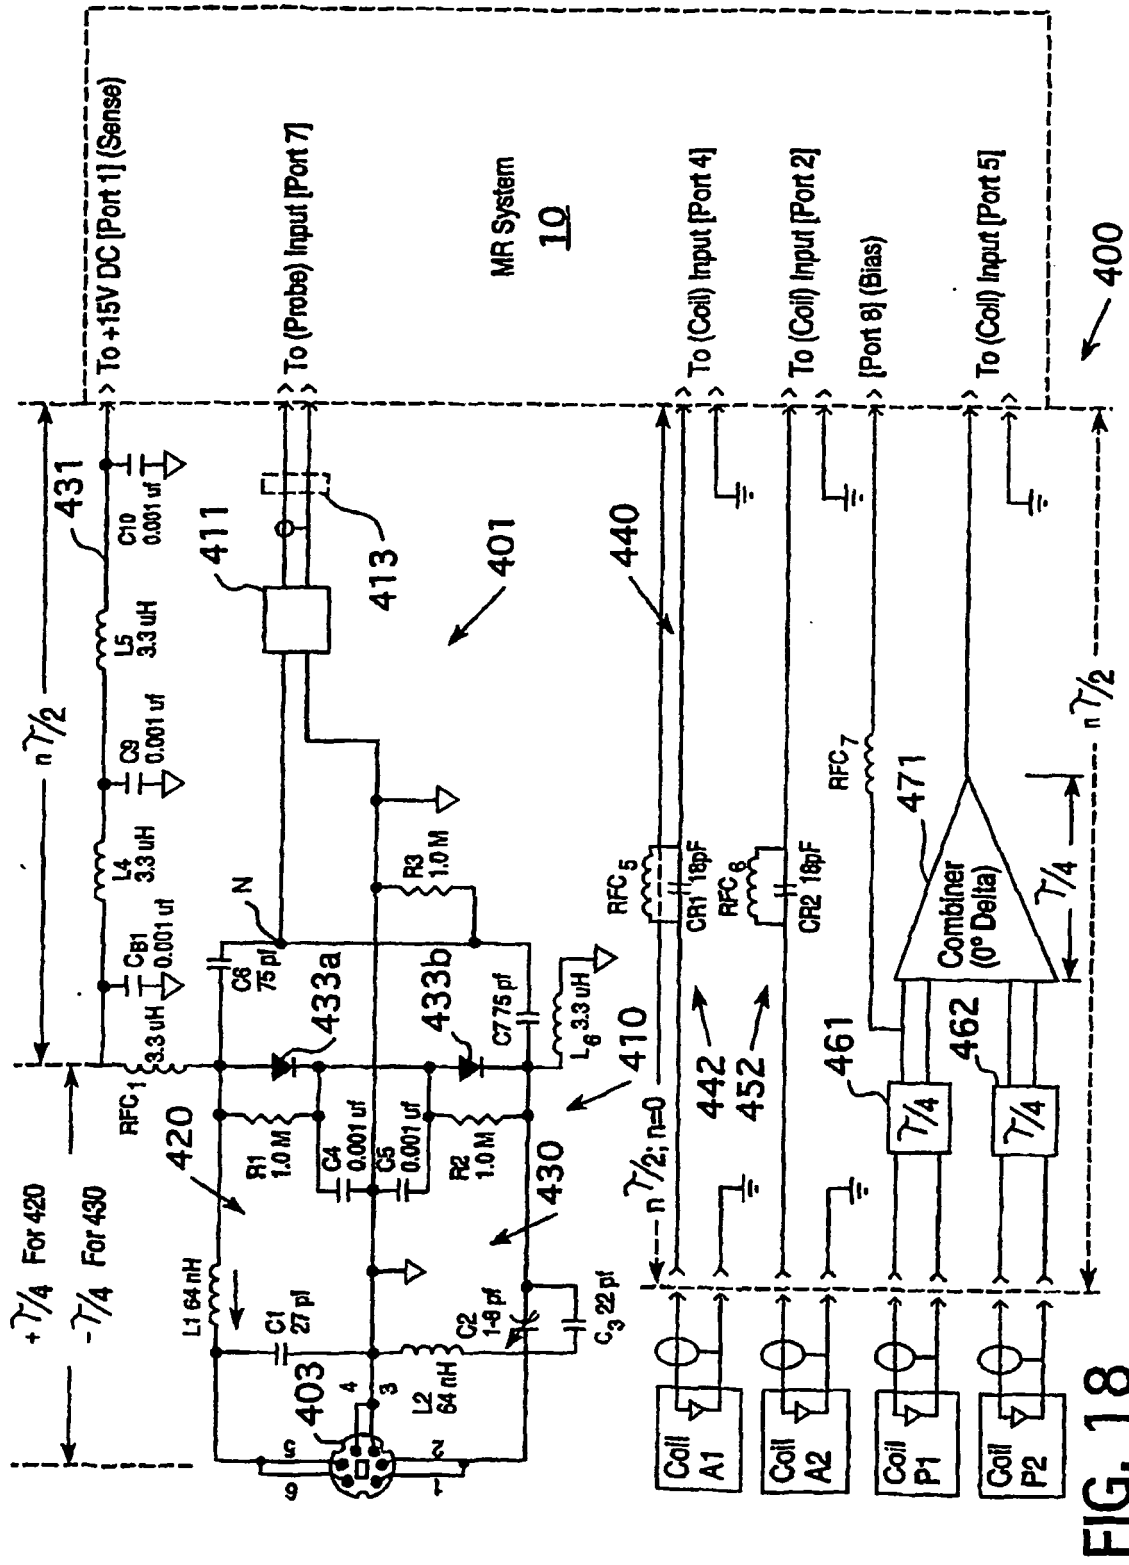 + 𝒯/4 For 420
- 𝒯/4 For 430
n 𝒯/2
To +15V DC [Port 1] (Sense)
431
C10
0.001 uf
L5
3.3 uH
C9
0.001 uf
L4
3.3 uH
CB1
0.001 uf
RFC1
3.3 uH
To (Probe) Input [Port 7]
411
413
401
MR System
10
N
C6
75 pf
R3
1.0 M
433a
433b
C7 75 pf
L6 3.3 uH
410
420
R1
1.0 M
C4
0.001 uf
C5
0.001 uf
R2
1.0 M
430
L1 64 nH
C1
27 pf
C2
1-8 pf
C3 22 pf
L2
64 nH
403
6
5
4
3
2
1
n 𝒯/2; n=0
440
To (Coil) Input [Port 4]
RFC5
CR1 18pF
442
To (Coil) Input [Port 2]
RFC6
CR2 18pF
452
[Port 8] (Bias)
RFC7
To (Coil) Input [Port 5]
471
Combiner
(0° Delta)
𝒯/4
461
𝒯/4
462
𝒯/4
n 𝒯/2
400
Coil
A1
Coil
A2
Coil
P1
Coil
P2
FIG. 18